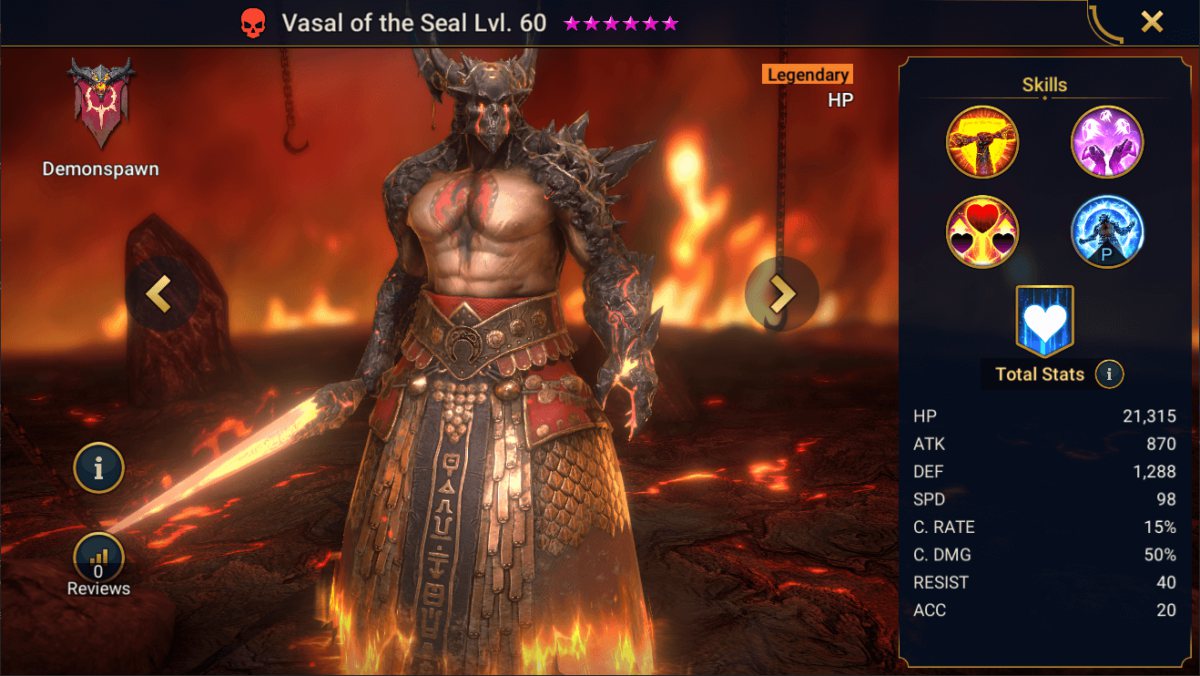 Vasal of the Seal Lvl. 60
Legendary
HP
Demonspawn
0
Reviews
Skills
P
Total Stats
HP 21,315
ATK 870
DEF 1,288
SPD 98
C. RATE 15%
C. DMG 50%
RESIST 40
ACC 20